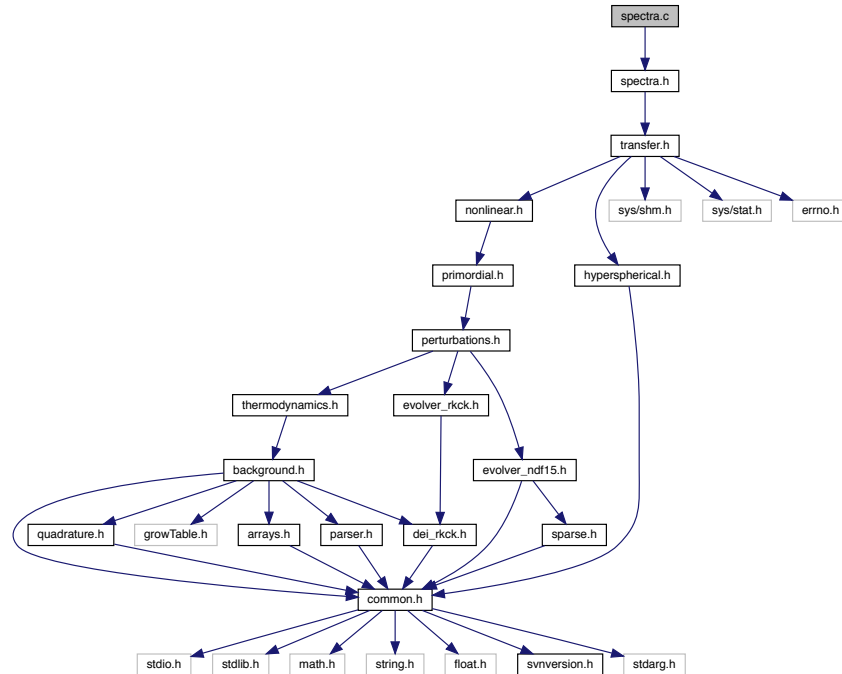 spectra.c
spectra.h
transfer.h
nonlinear.h
sys/shm.h
sys/stat.h
errno.h
primordial.h
hyperspherical.h
perturbations.h
thermodynamics.h
evolver_rkck.h
background.h
evolver_ndf15.h
quadrature.h
growTable.h
arrays.h
parser.h
dei_rkck.h
sparse.h
common.h
stdio.h
stdlib.h
math.h
string.h
float.h
svnversion.h
stdarg.h